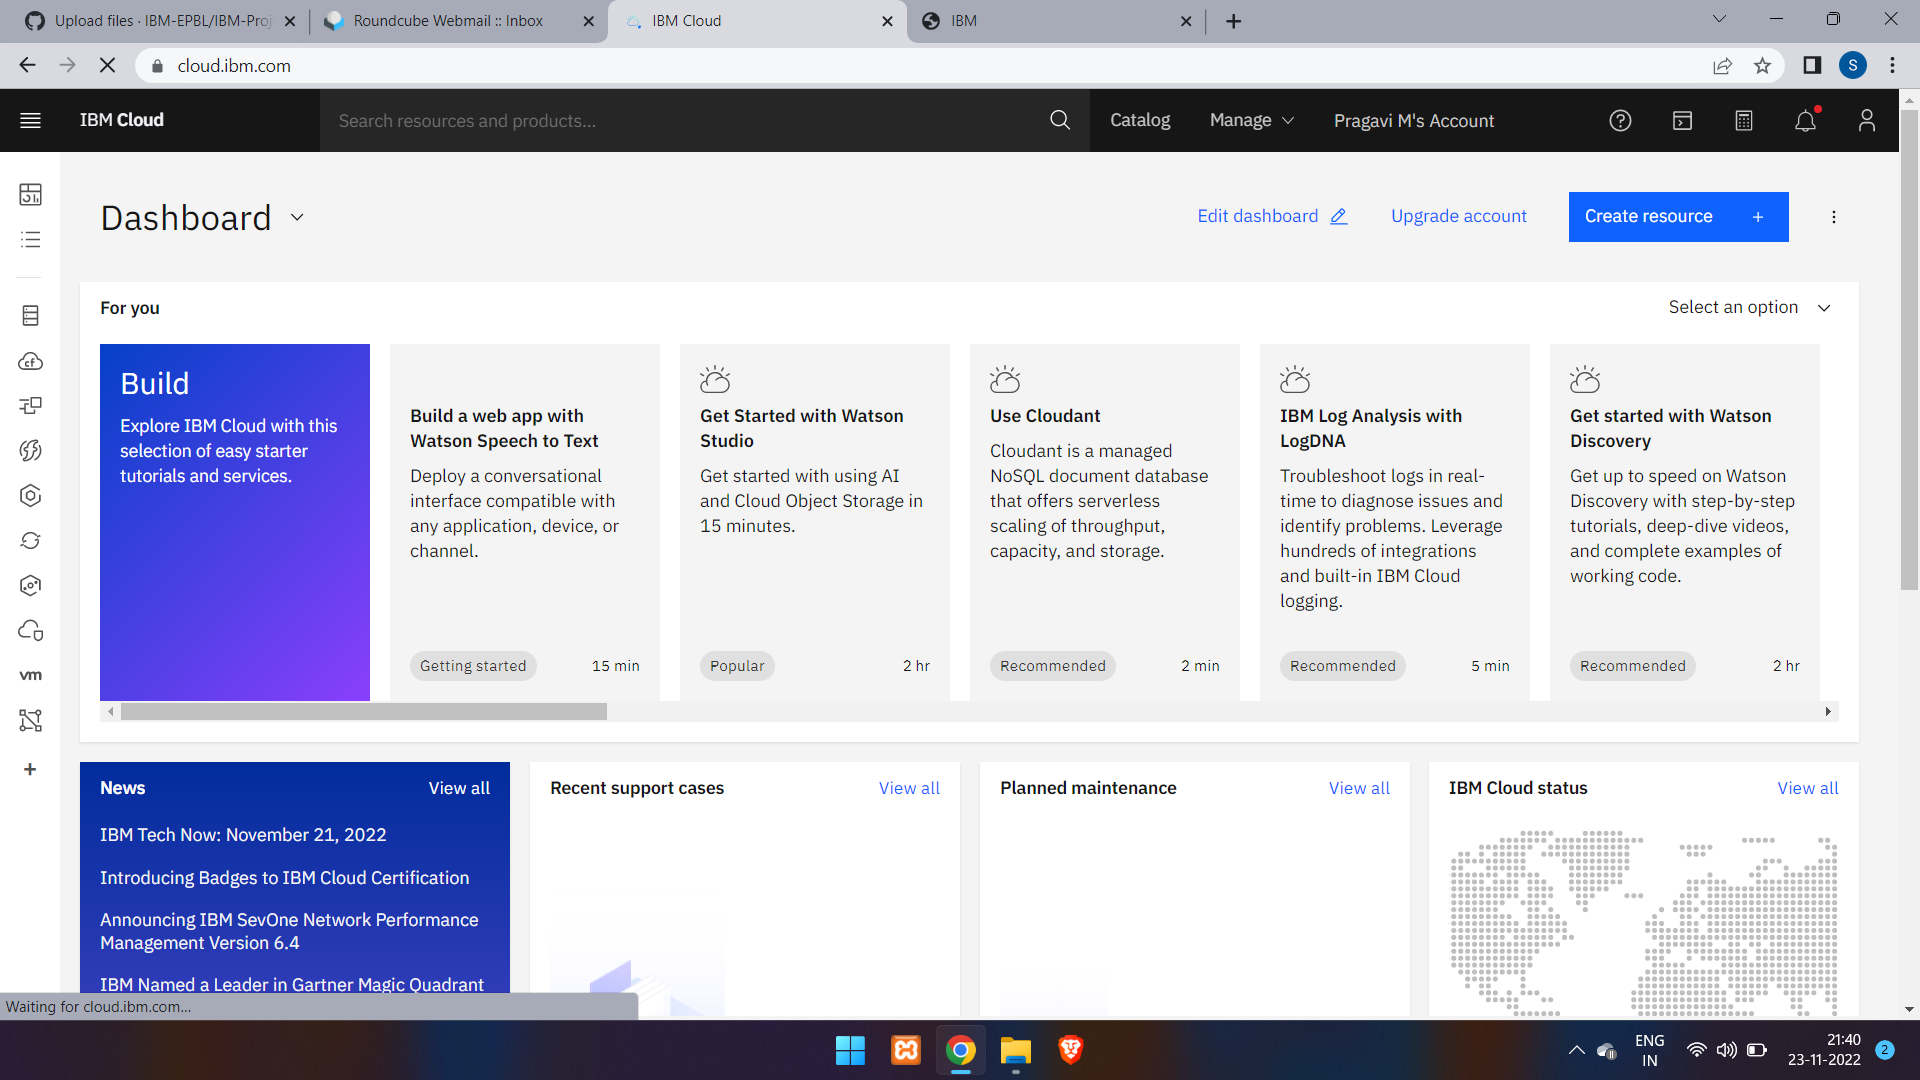 Upload files · IBM-EPBL/IBM-Proj
Roundcube Webmail :: Inbox
IBM Cloud
IBM
cloud.ibm.com
S
IBM Cloud
Search resources and products...
Catalog
Manage
Pragavi M's Account
Dashboard
Edit dashboard
Upgrade account
Create resource +
For you
Select an option
Build
Explore IBM Cloud with this
selection of easy starter
tutorials and services.
Build a web app with
Watson Speech to Text
Deploy a conversational
interface compatible with
any application, device, or
channel.
Getting started
15 min
Get Started with Watson
Studio
Get started with using AI
and Cloud Object Storage in
15 minutes.
Popular
2 hr
Use Cloudant
Cloudant is a managed
NoSQL document database
that offers serverless
scaling of throughput,
capacity, and storage.
Recommended
2 min
IBM Log Analysis with
LogDNA
Troubleshoot logs in real-
time to diagnose issues and
identify problems. Leverage
hundreds of integrations
and built-in IBM Cloud
logging.
Recommended
5 min
Get started with Watson
Discovery
Get up to speed on Watson
Discovery with step-by-step
tutorials, deep-dive videos,
and complete examples of
working code.
Recommended
2 hr
cf
vm
News
View all
IBM Tech Now: November 21, 2022
Introducing Badges to IBM Cloud Certification
Announcing IBM SevOne Network Performance
Management Version 6.4
IBM Named a Leader in Gartner Magic Quadrant
Recent support cases
View all
Planned maintenance
View all
IBM Cloud status
View all
Waiting for cloud.ibm.com...
ENG
IN
21:40
23-11-2022
2